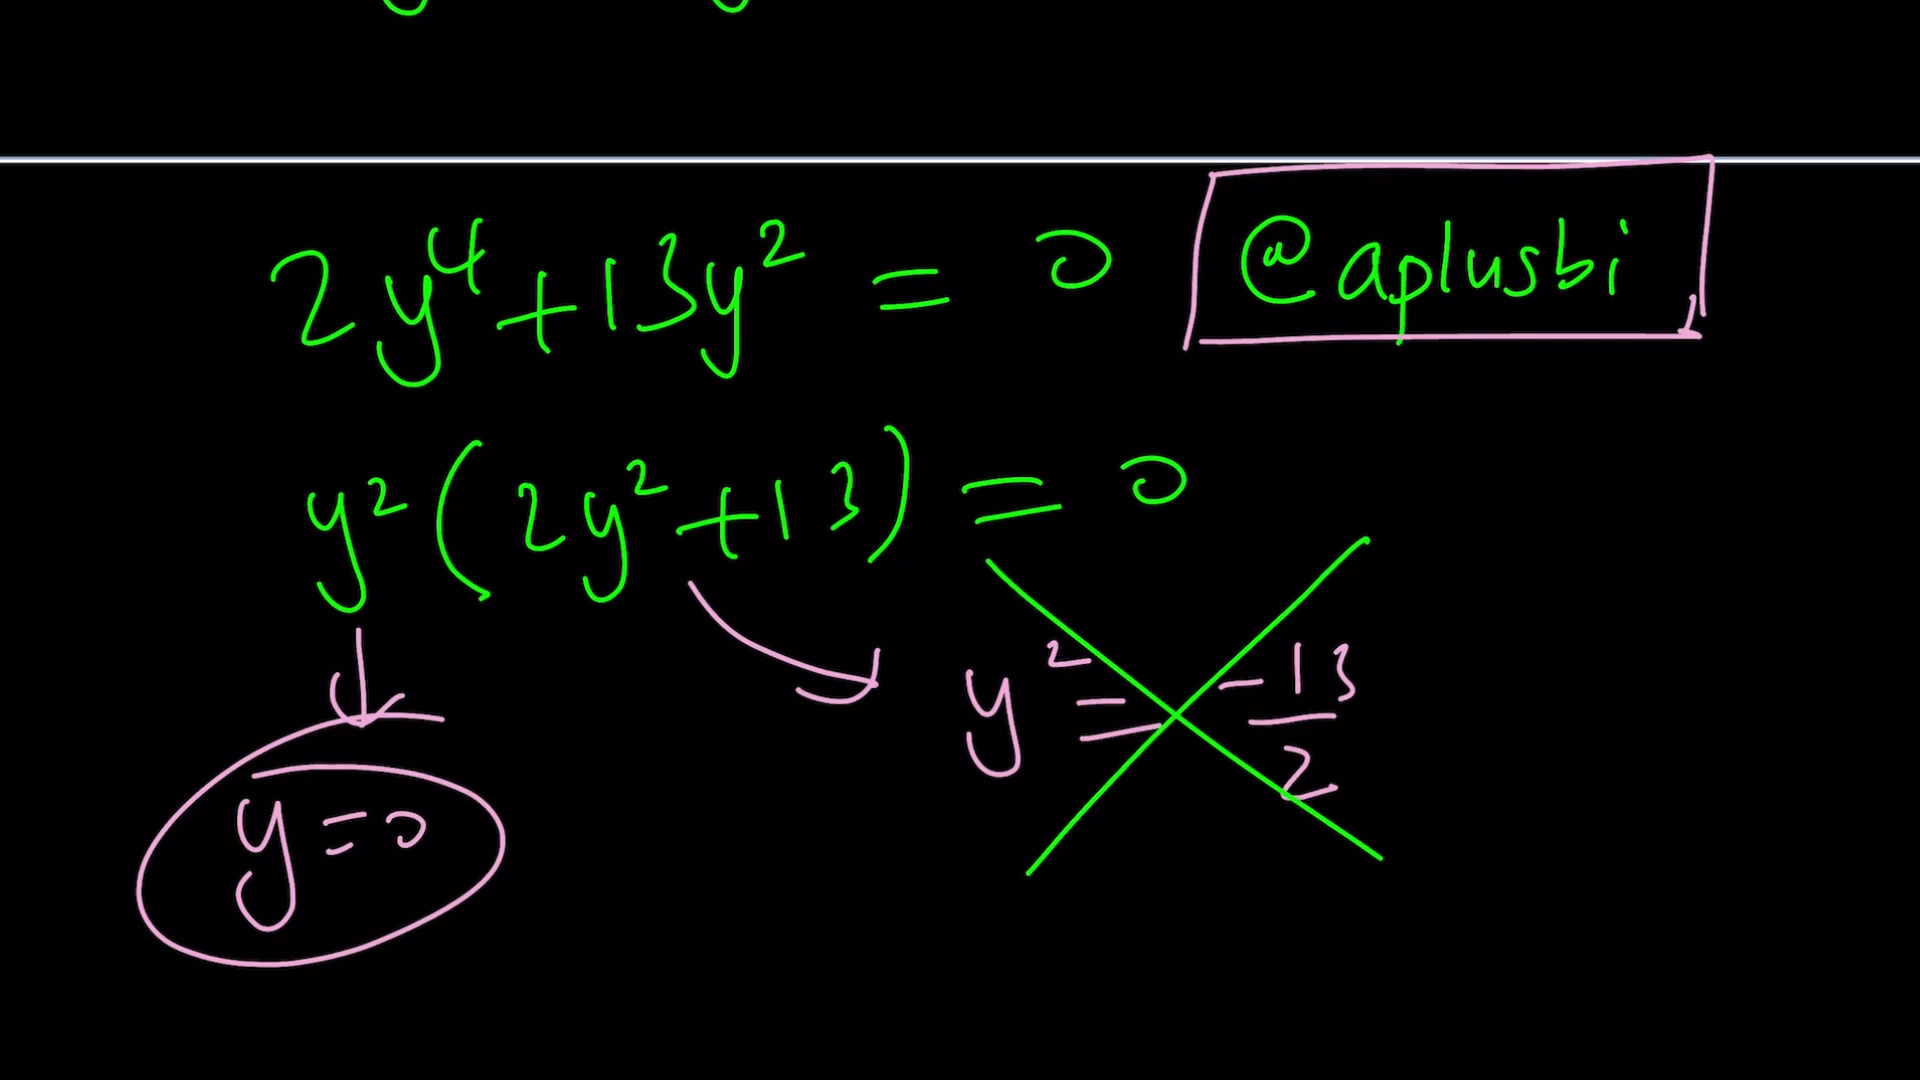 2y⁴+13y² = 0 @aplusbi
y²(2y²+13) = 0
y² = -13/2
y=0